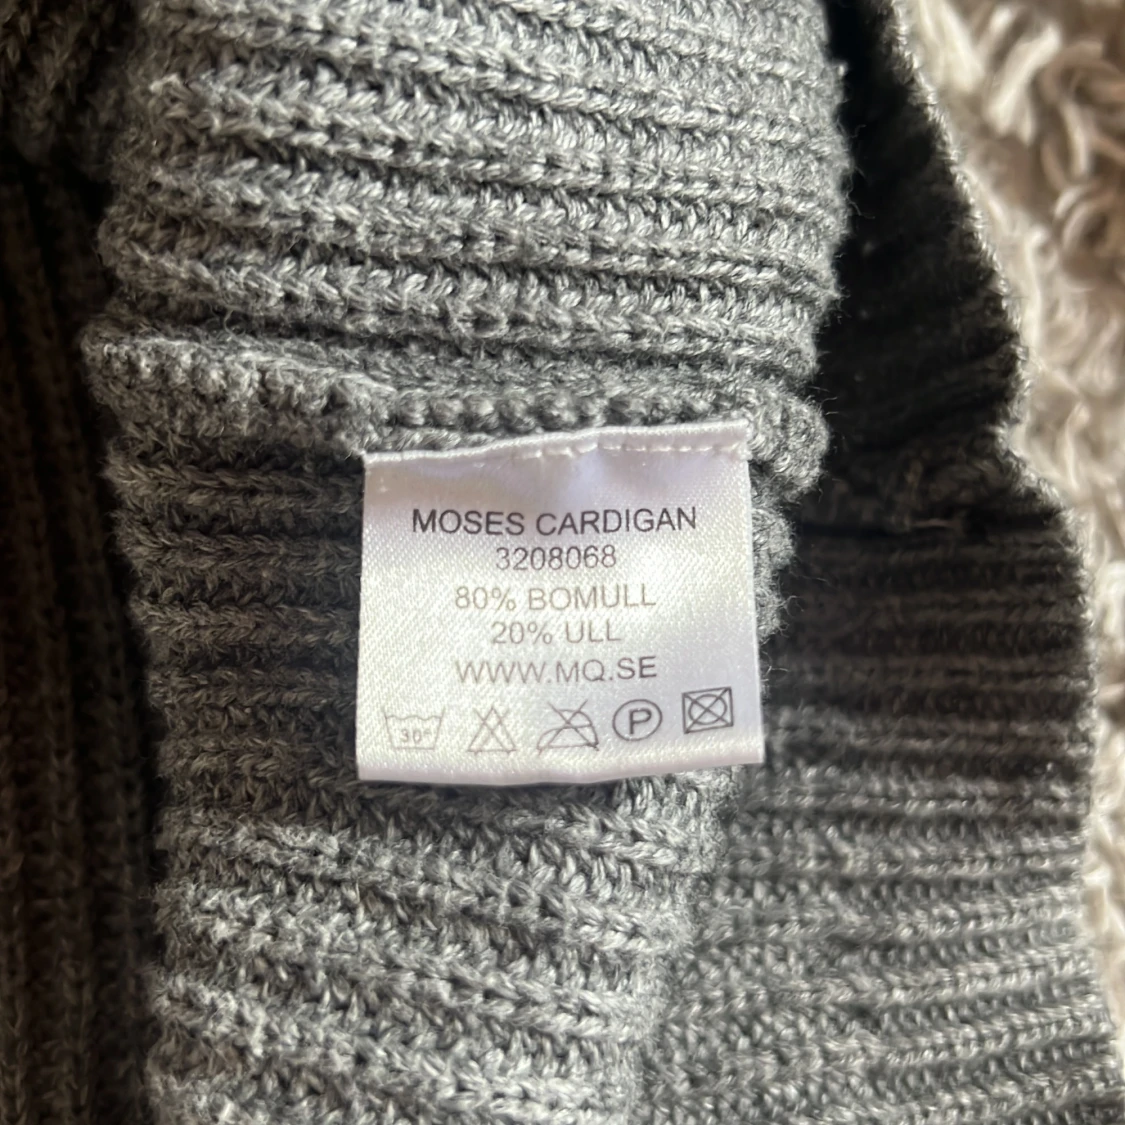 MOSES CARDIGAN
3208068
80% BOMULL
20% ULL
WWW.MQ.SE
30° P